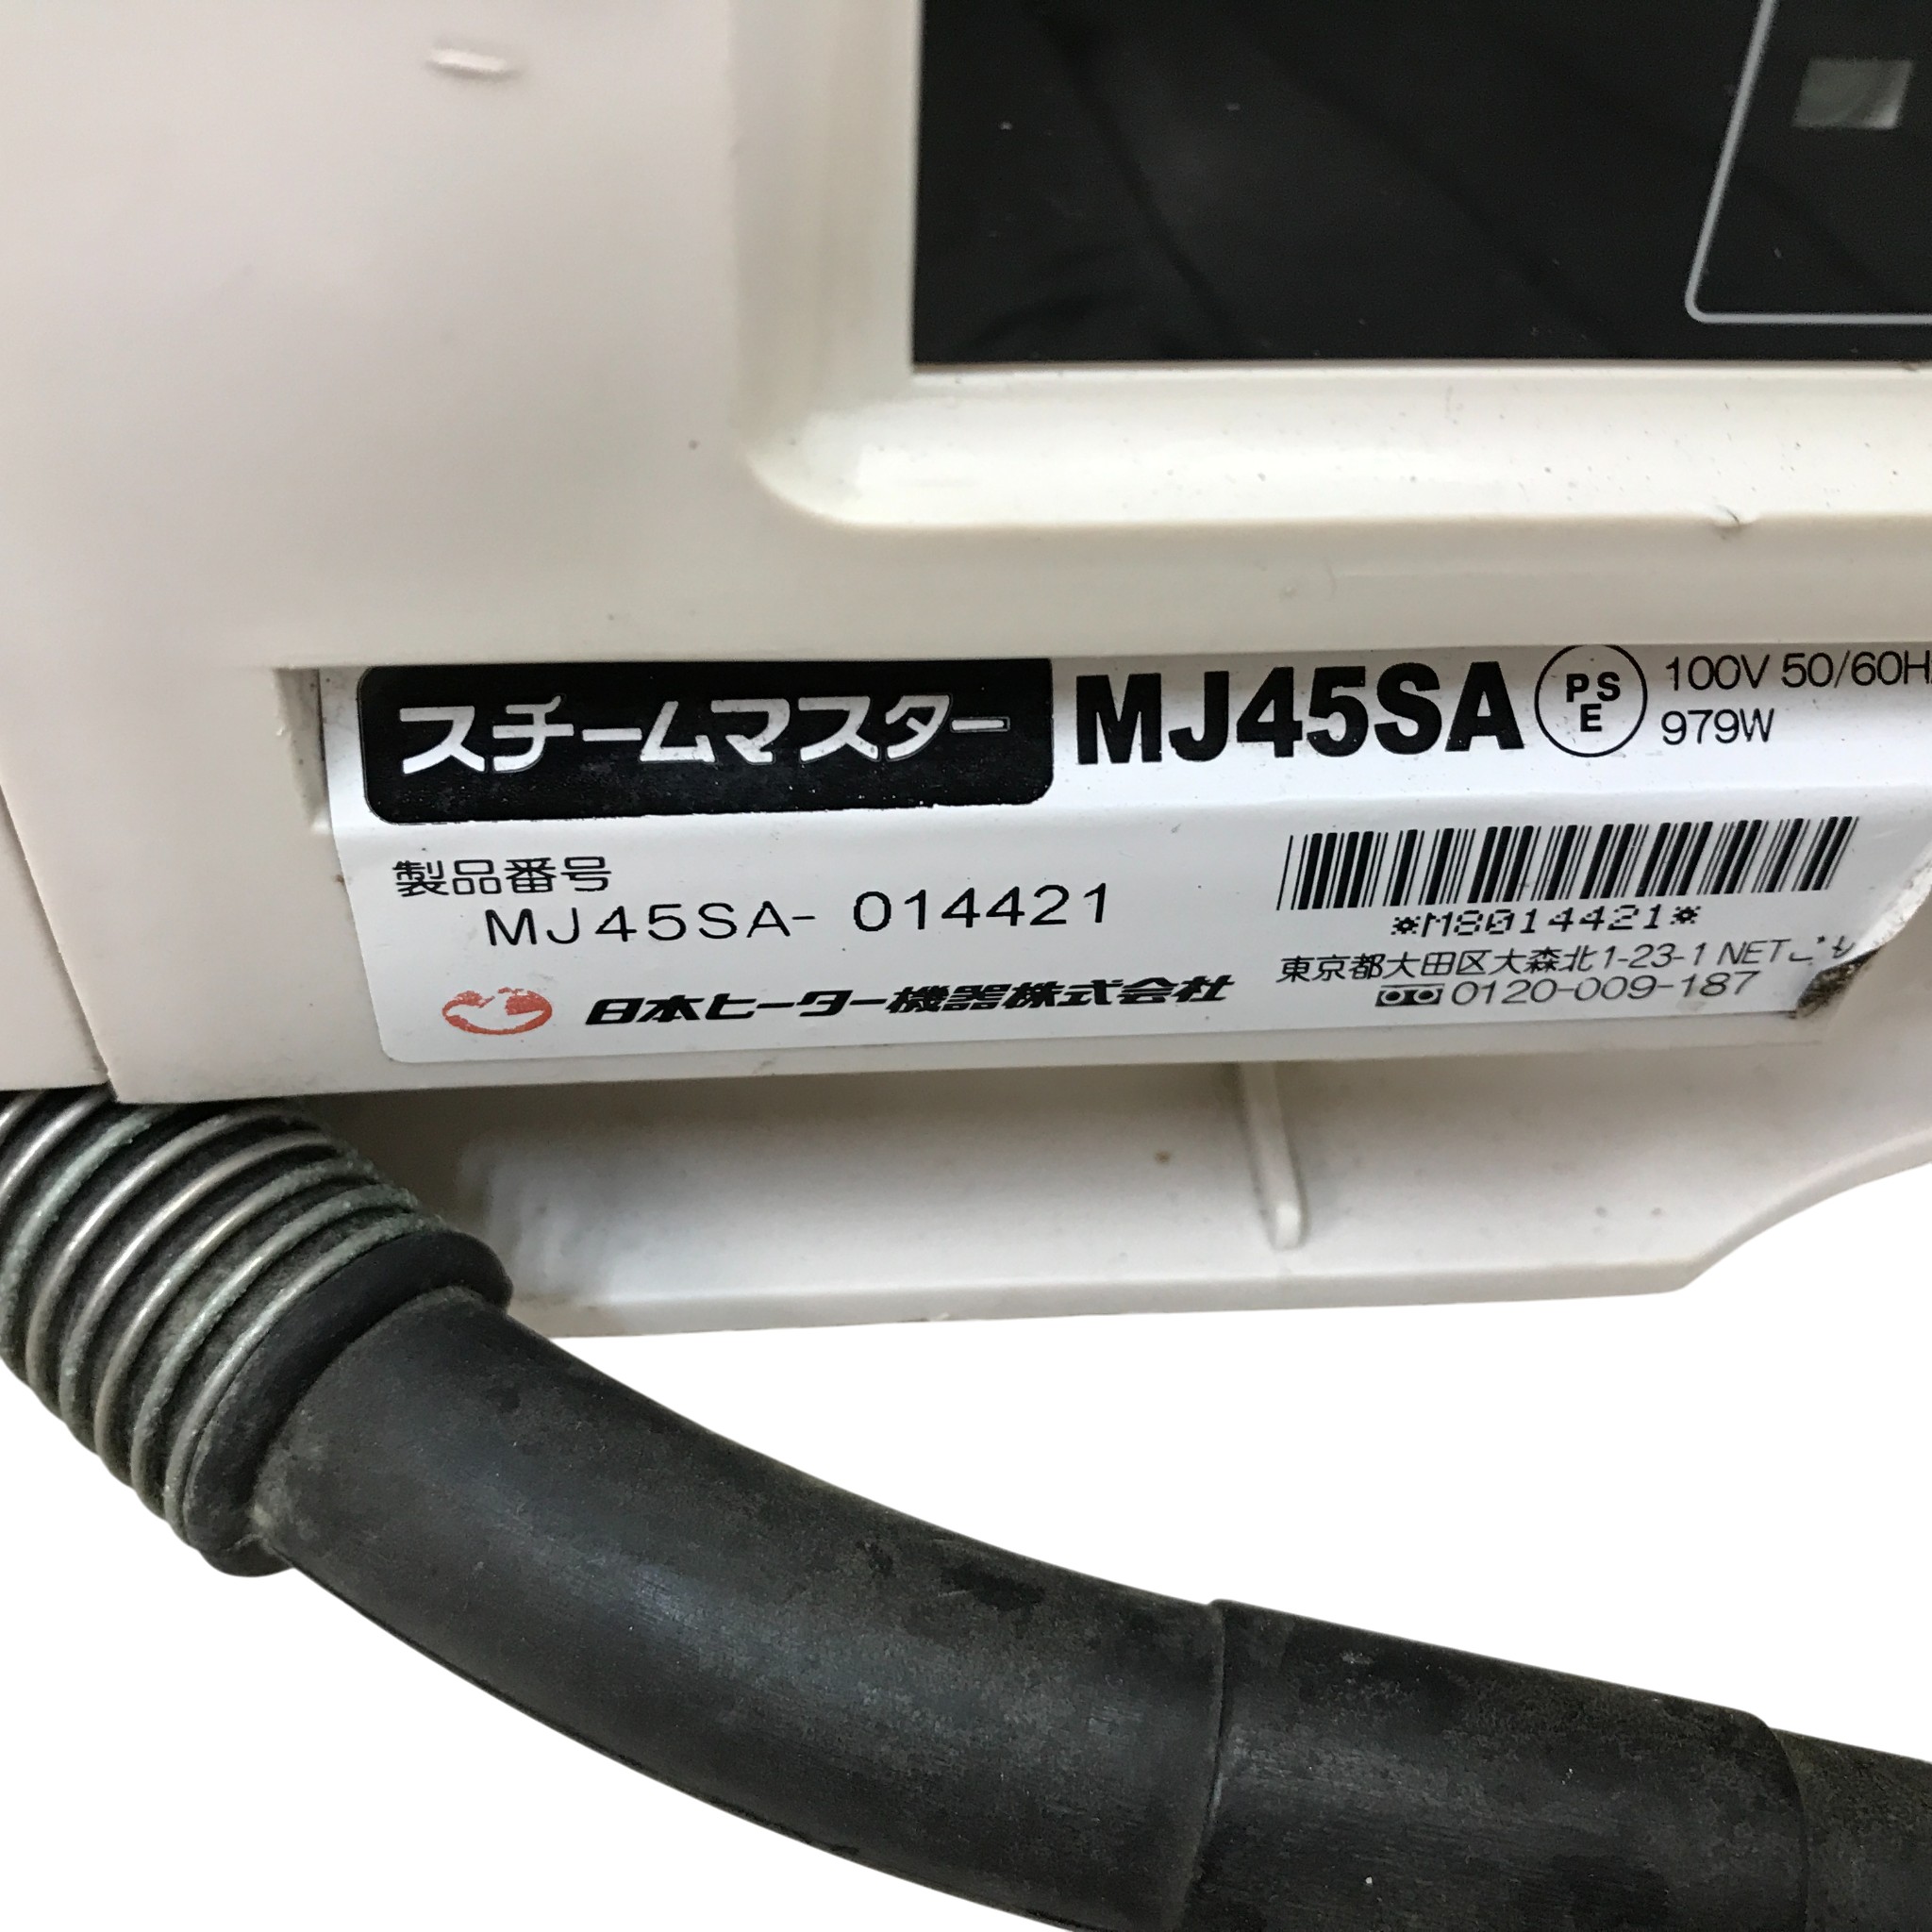 スチームマスター MJ45SA PSE 100V 50/60H
979W
製品番号
MJ45SA- 014421
*M8014421*
日本ヒーター機器株式会社
東京都大田区大森北1-23-1 NET
0120-009-187